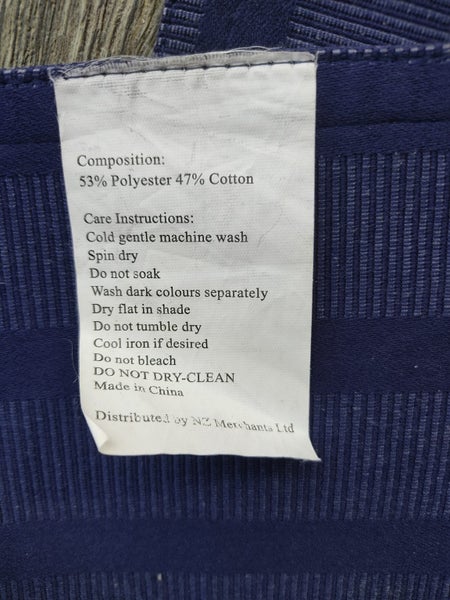 Composition:
53% Polyester 47% Cotton
Care Instructions:
Cold gentle machine wash
Spin dry
Do not soak
Wash dark colours separately
Dry flat in shade
Do not tumble dry
Cool iron if desired
Do not bleach
DO NOT DRY-CLEAN
Made in China
Distributed by NZ Merchants Ltd